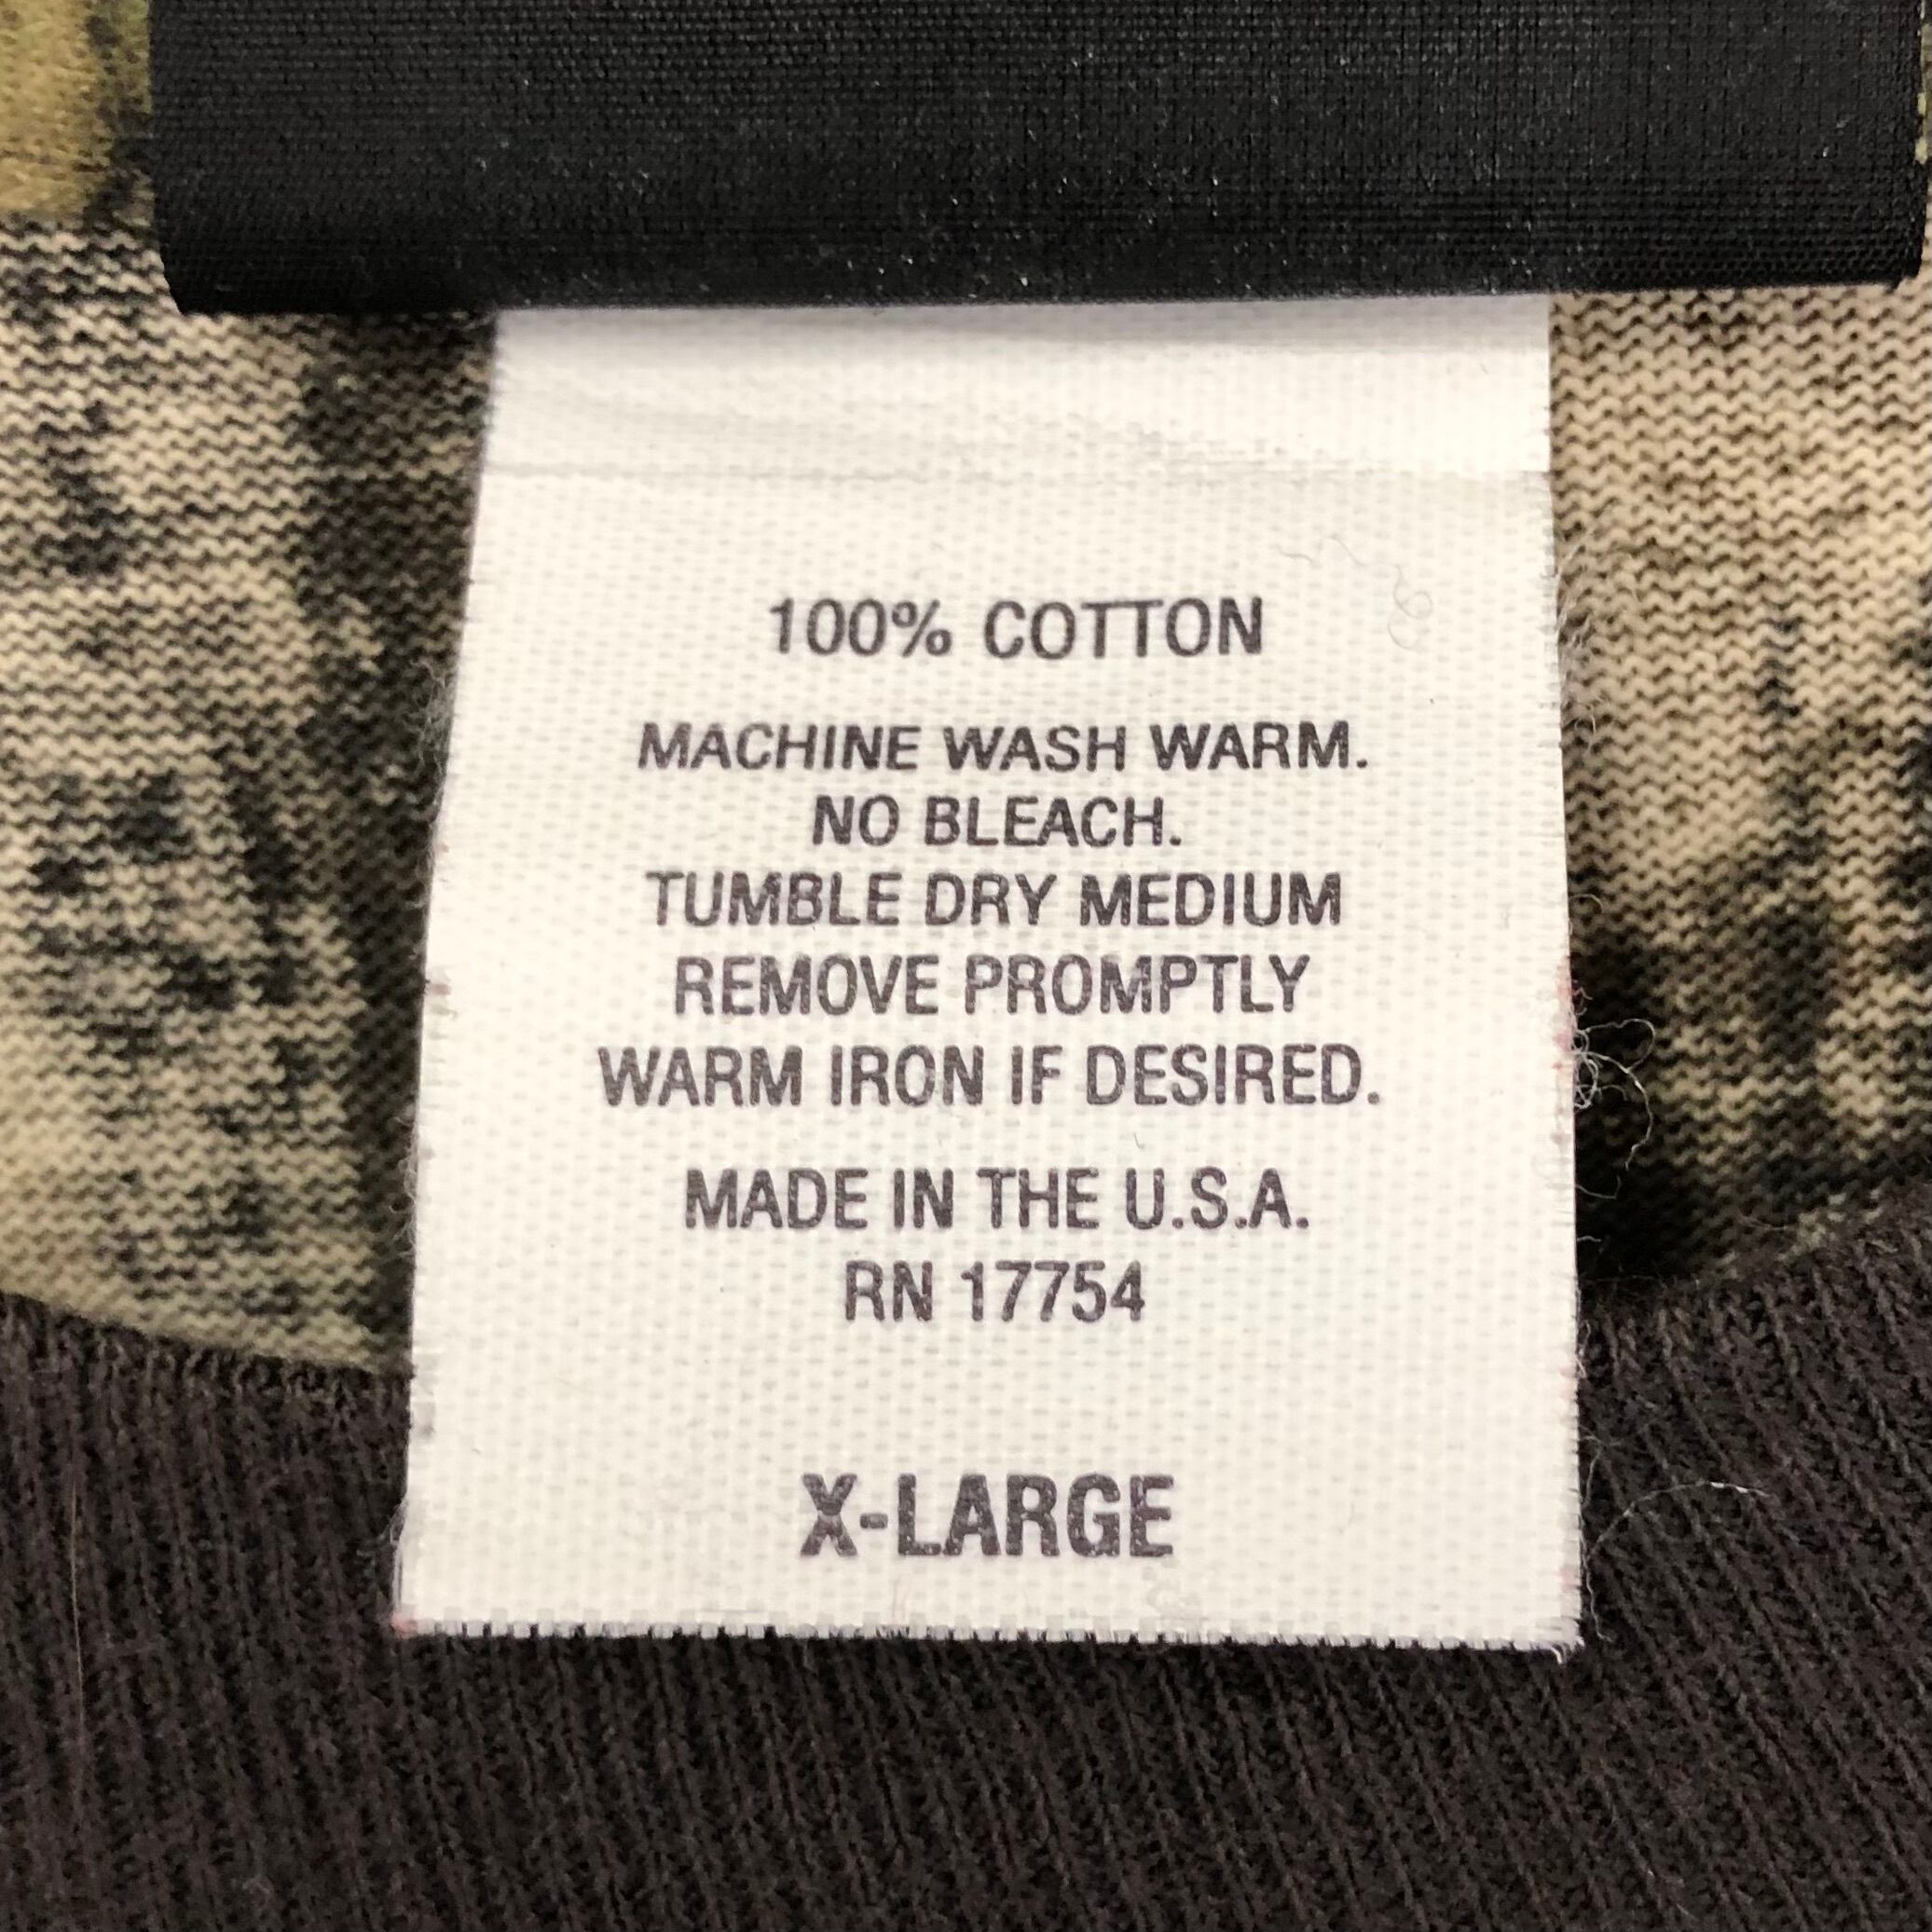 100% COTTON
MACHINE WASH WARM.
NO BLEACH.
TUMBLE DRY MEDIUM
REMOVE PROMPTLY
WARM IRON IF DESIRED.
MADE IN THE U.S.A.
RN 17754
X-LARGE